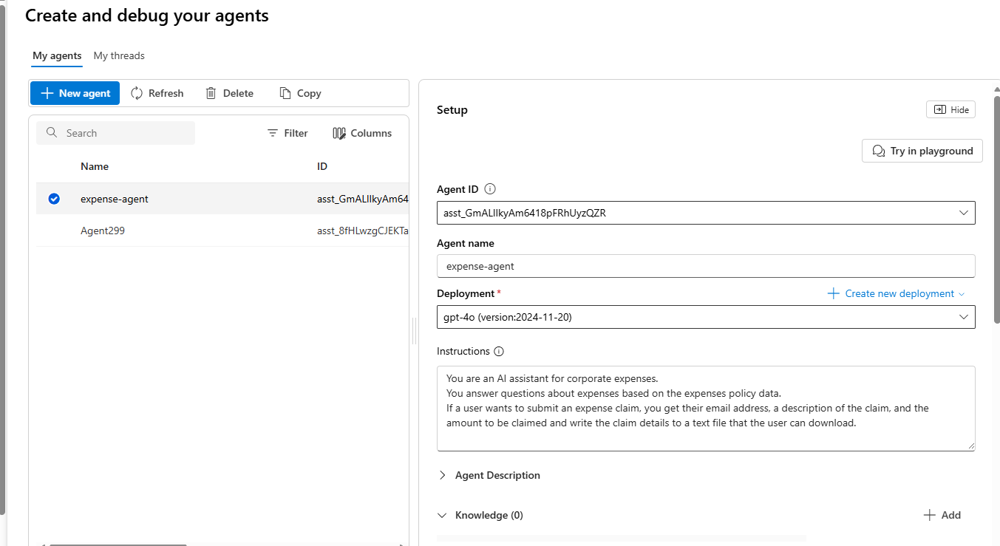 Create and debug your agents
My agents My threads
New agent Refresh Delete Copy
Search Filter Columns
Name ID
expense-agent asst_GmALlIkyAm64
Agent299 asst_8fHLwzgCJEKTa
Setup
Hide
Try in playground
Agent ID
asst_GmALlIkyAm6418pFRhUyzQZR
Agent name
expense-agent
Deployment * Create new deployment
gpt-4o (version:2024-11-20)
Instructions
You are an AI assistant for corporate expenses.
You answer questions about expenses based on the expenses policy data.
If a user wants to submit an expense claim, you get their email address, a description of the claim, and the
amount to be claimed and write the claim details to a text file that the user can download.
Agent Description
Knowledge (0) Add